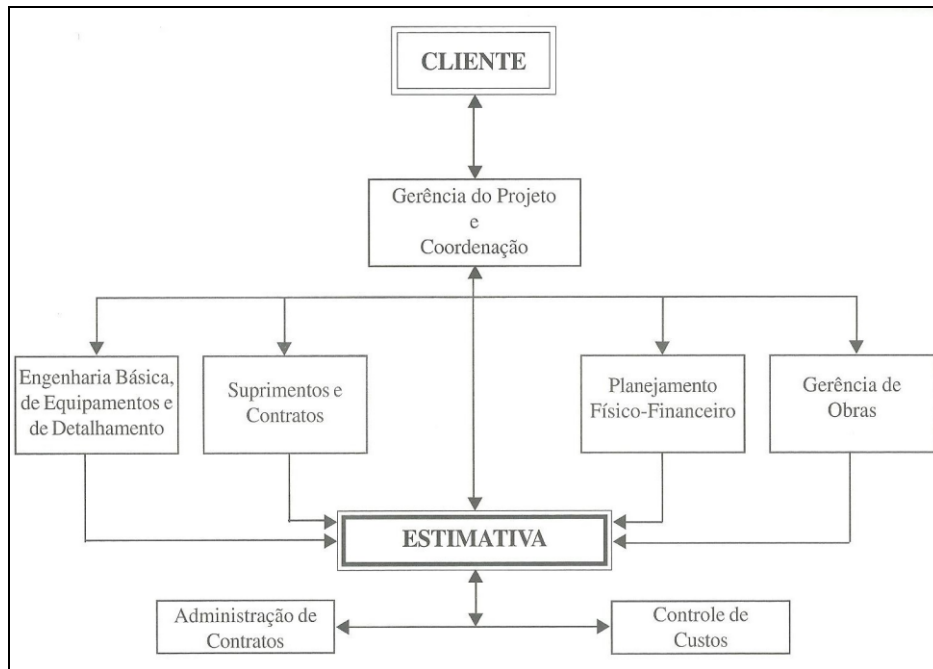 CLIENTE
Gerência do Projeto
e
Coordenação
Engenharia Básica,
de Equipamentos e
de Detalhamento
Suprimentos e
Contratos
Planejamento
Físico-Financeiro
Gerência de
Obras
ESTIMATIVA
Administração de
Contratos
Controle de
Custos